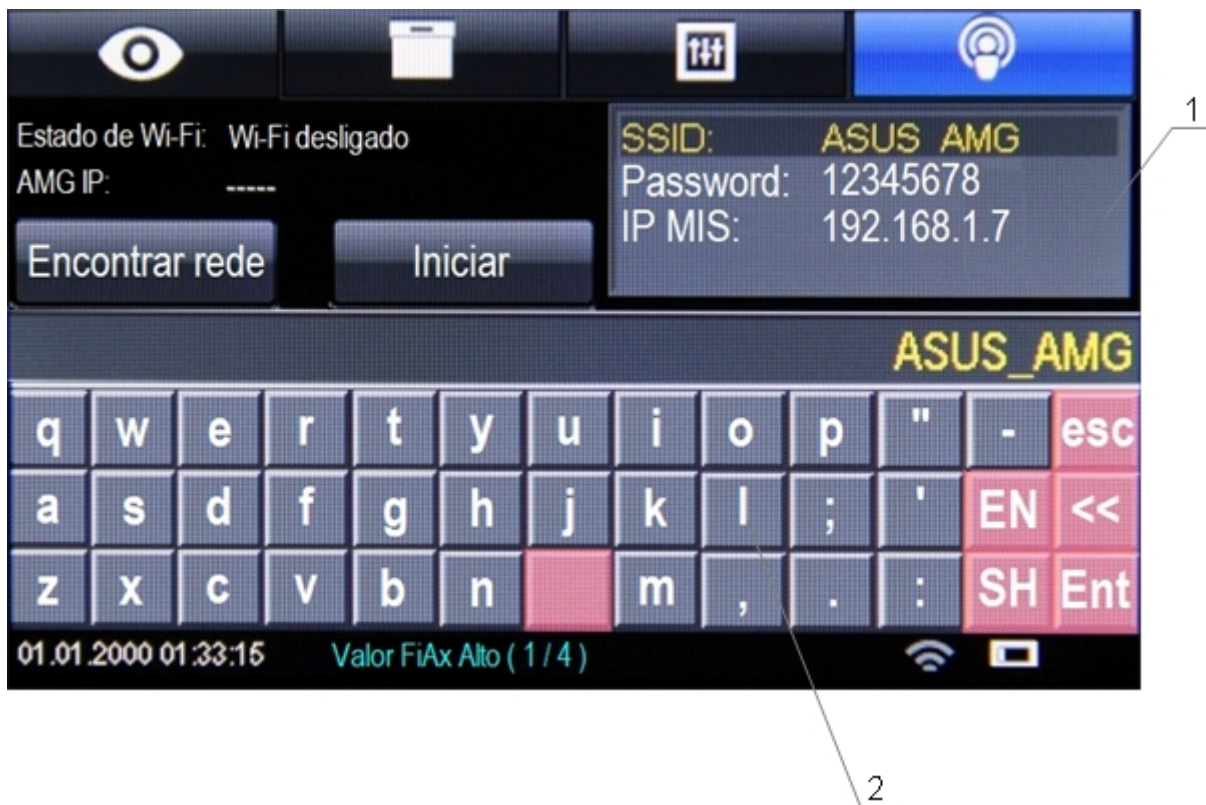 Estado de Wi-Fi: Wi-Fi desligado
AMG IP: -----
Encontrar rede Iniciar
SSID: ASUS AMG
Password: 12345678
IP MIS: 192.168.1.7
1
ASUS_AMG
q w e r t y u i o p " - esc
a s d f g h j k l ; ' EN <<
z x c v b n m , . : SH Ent
01.01.2000 01:33:15 Valor FiAx Alto ( 1 / 4 )
2